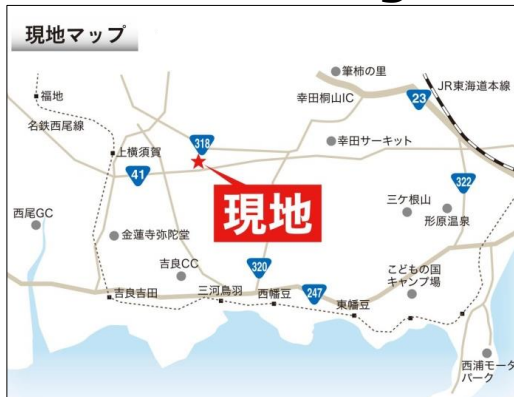 現地マップ
筆柿の里
JR東海道本線
幸田桐山IC
23
福地
名鉄西尾線
318
幸田サーキット
上横須賀
41
322
現地
三ケ根山
形原温泉
西尾GC
金蓮寺弥陀堂
吉良CC
320
こどもの国
キャンプ場
吉良吉田
三河鳥羽
西幡豆
247
東幡豆
西浦モータ
パーク